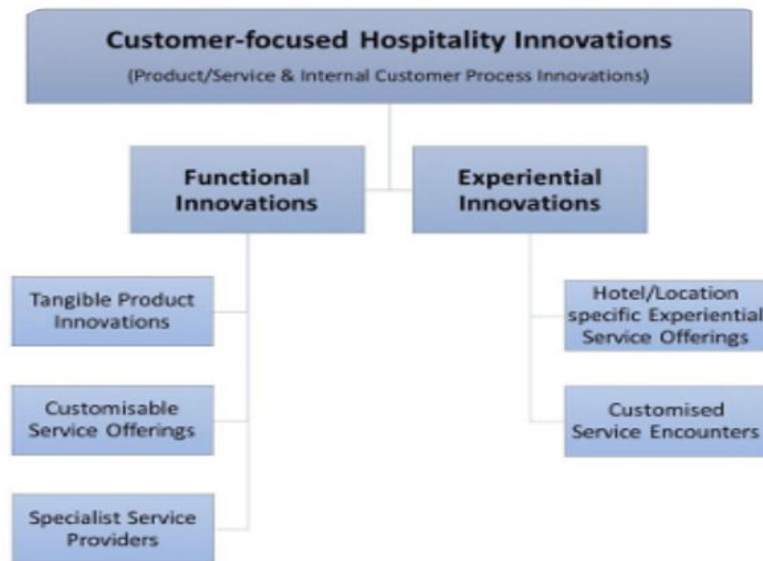 Customer-focused Hospitality Innovations
(Product/Service & Internal Customer Process Innovations)
Functional
Innovations
Experiential
Innovations
Tangible Product
Innovations
Customisable
Service Offerings
Specialist Service
Providers
Hotel/Location
specific Experiential
Service Offerings
Customised
Service Encounters